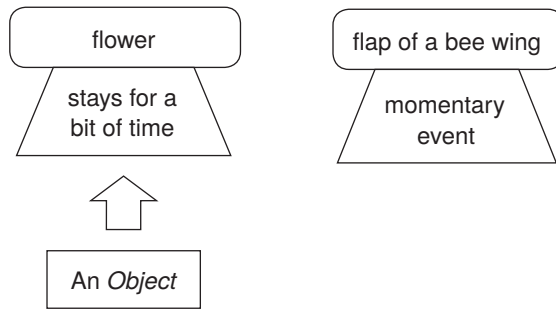 flower
stays for a
bit of time
An Object
flap of a bee wing
momentary
event